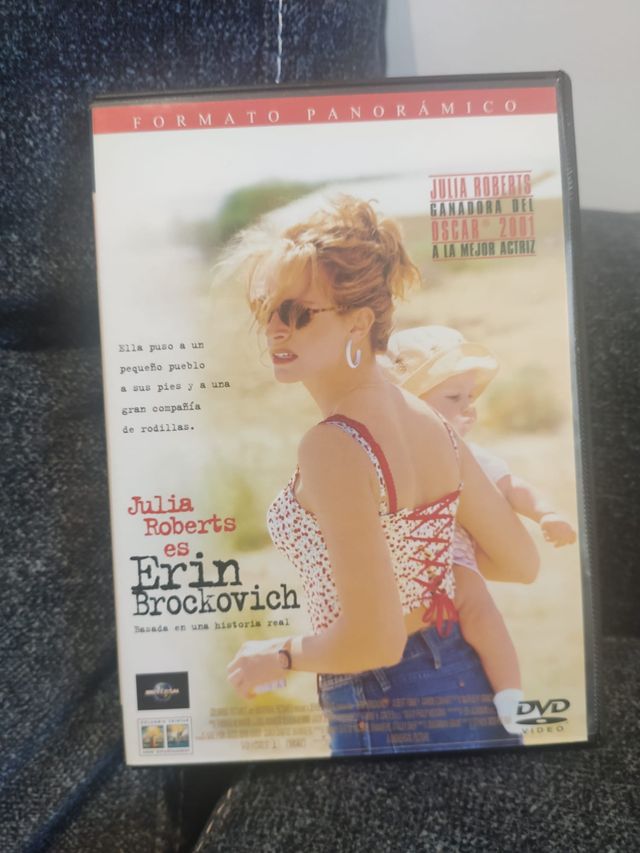 FORMATO PANORÁMICO
JULIA ROBERTS
GANADORA DEL
OSCAR® 2001
A LA MEJOR ACTRIZ
Ella puso a un
pequeño pueblo
a sus pies y a una
gran compañía
de rodillas.
Julia
Roberts
es
Erin
Brockovich
Basada en una historia real
UNIVERSAL
DVD
VIDEO